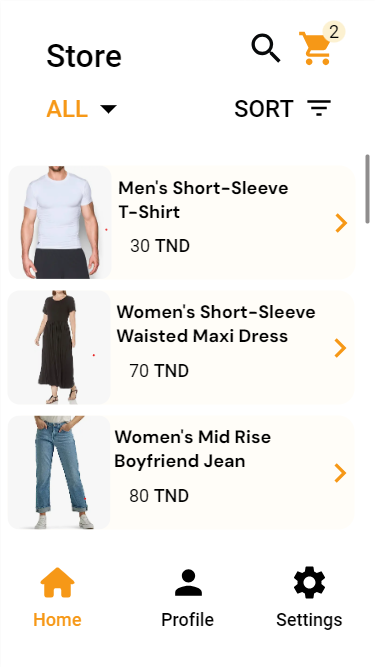 Store
2
ALL
SORT
Men's Short-Sleeve
T-Shirt
30 TND
Women's Short-Sleeve
Waisted Maxi Dress
70 TND
Women's Mid Rise
Boyfriend Jean
80 TND
Home
Profile
Settings